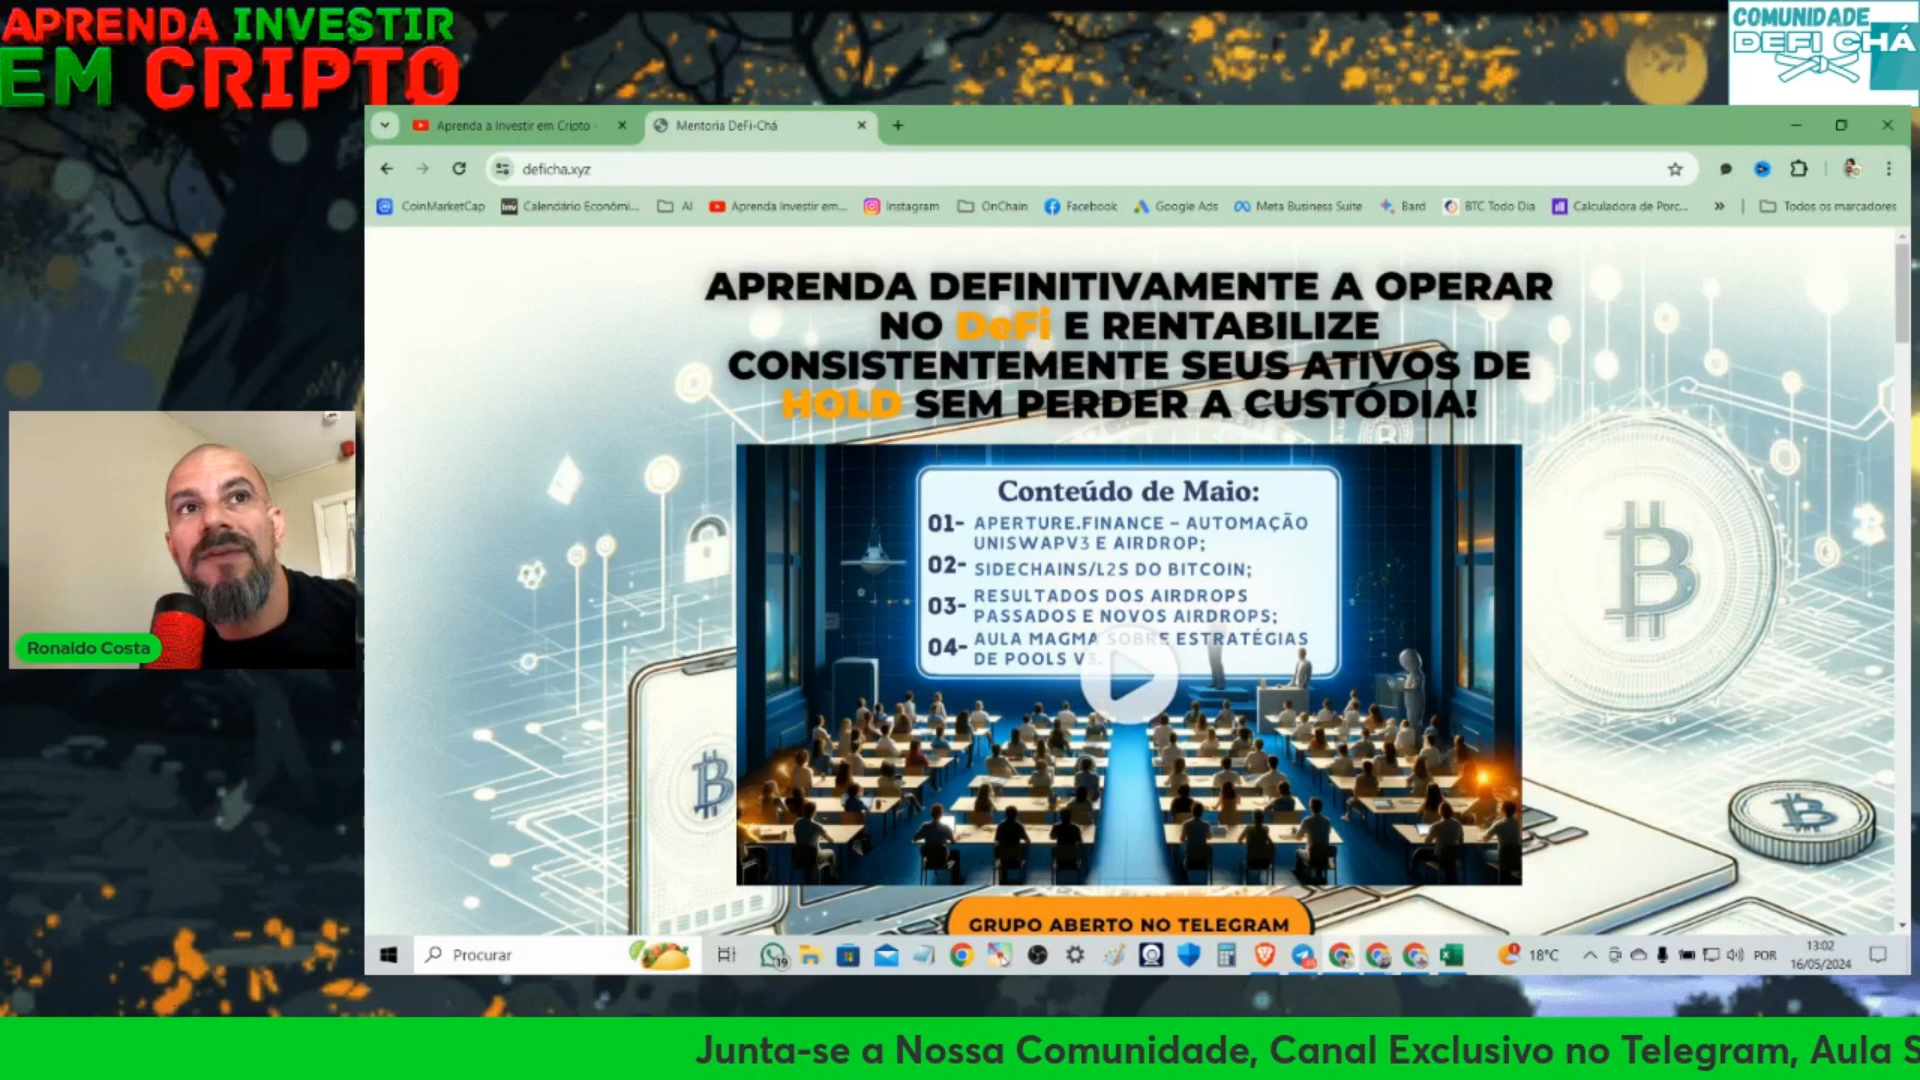 APRENDA INVESTIR
EM CRIPTO
COMUNIDADE
DEFI CHÁ
Aprenda a Investir em Cripto -
Mentoria DeFi-Chá
deficha.xyz
CoinMarketCap
Calendário Econômi...
AI
Aprenda Investir em...
Instagram
OnChain
Facebook
Google Ads
Meta Business Suite
Bard
BTC Todo Dia
Calculadora de Porc...
Todos os marcadores
APRENDA DEFINITIVAMENTE A OPERAR
NO DeFi E RENTABILIZE
CONSISTENTEMENTE SEUS ATIVOS DE
HOLD SEM PERDER A CUSTÓDIA!
Conteúdo de Maio:
01- APERTURE.FINANCE – AUTOMAÇÃO
UNISWAPV3 E AIRDROP;
02- SIDECHAINS/L2S DO BITCOIN;
03- RESULTADOS DOS AIRDROPS
PASSADOS E NOVOS AIRDROPS;
04- AULA MAGMA SOBRE ESTRATÉGIAS
DE POOLS V3.
Ronaldo Costa
GRUPO ABERTO NO TELEGRAM
Procurar
19
18°C
POR
13:02
16/05/2024
Junta-se a Nossa Comunidade, Canal Exclusivo no Telegram, Aula S